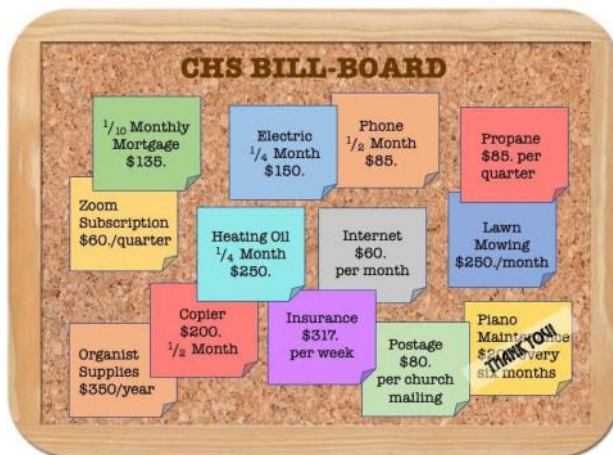 CHS BILL-BOARD
1/10 Monthly
Mortgage
$135.
Electric
1/4 Month
$150.
Phone
1/2 Month
$85.
Propane
$85. per
quarter
Zoom
Subscription
$60./quarter
Heating Oil
1/4 Month
$250.
Internet
$60.
per month
Lawn
Mowing
$250./month
Organist
Supplies
$350/year
Copier
$200.
1/2 Month
Insurance
$317.
per week
Postage
$80.
per church
mailing
Piano
Maintenance
every
six months
THANK YOU!